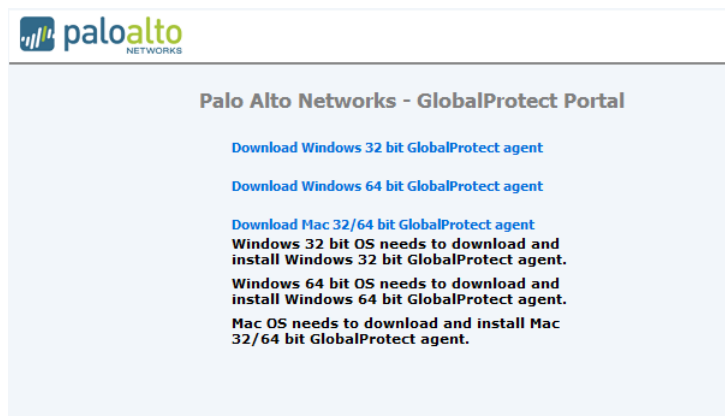 paloalto
NETWORKS
Palo Alto Networks - GlobalProtect Portal
Download Windows 32 bit GlobalProtect agent
Download Windows 64 bit GlobalProtect agent
Download Mac 32/64 bit GlobalProtect agent
Windows 32 bit OS needs to download and
install Windows 32 bit GlobalProtect agent.
Windows 64 bit OS needs to download and
install Windows 64 bit GlobalProtect agent.
Mac OS needs to download and install Mac
32/64 bit GlobalProtect agent.